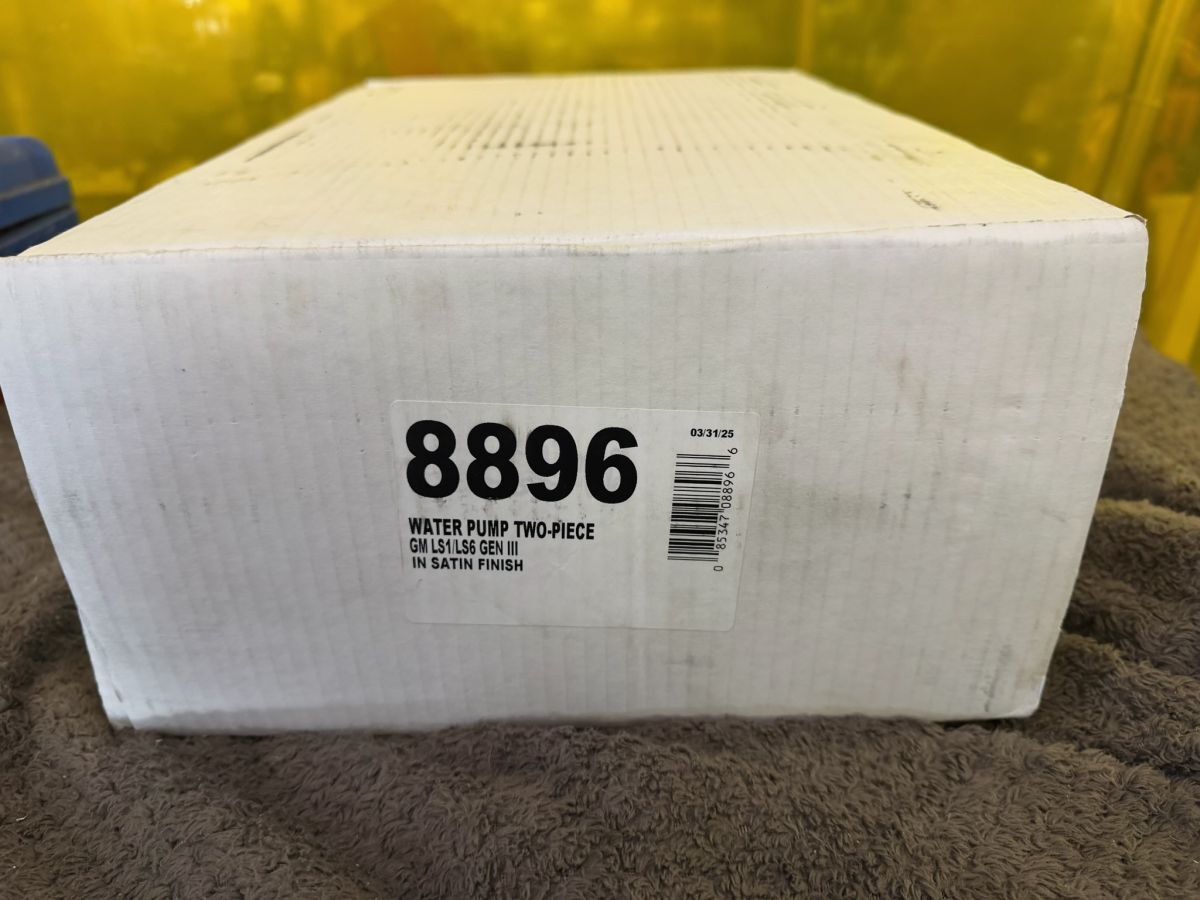 8896
03/31/25
WATER PUMP TWO-PIECE
GM LS1/LS6 GEN III
IN SATIN FINISH
0 85347 08896 6